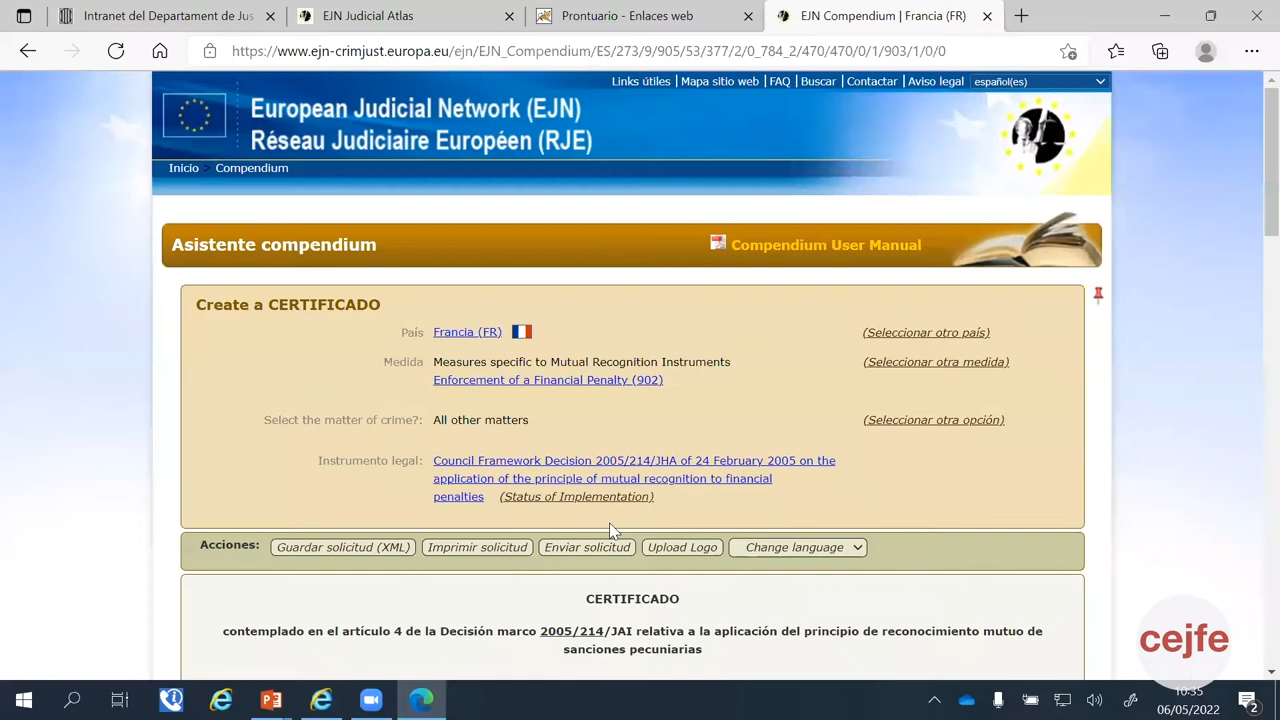 Intranet del Departament de Jus
EJN Judicial Atlas
Prontuario - Enlaces web
EJN Compendium | Francia (FR)
https://www.ejn-crimjust.europa.eu/ejn/EJN_Compendium/ES/273/9/905/53/377/2/0_784_2/470/470/0/1/903/1/0/0
Links útiles | Mapa sitio web | FAQ | Buscar | Contactar | Aviso legal español(es)
European Judicial Network (EJN)
Réseau Judiciaire Européen (RJE)
Inicio > Compendium
Asistente compendium
Compendium User Manual
Create a CERTIFICADO
País Francia (FR) (Seleccionar otro país)
Medida Measures specific to Mutual Recognition Instruments (Seleccionar otra medida)
Enforcement of a Financial Penalty (902)
Select the matter of crime?: All other matters (Seleccionar otra opción)
Instrumento legal: Council Framework Decision 2005/214/JHA of 24 February 2005 on the
application of the principle of mutual recognition to financial
penalties (Status of Implementation)
Acciones: Guardar solicitud (XML) Imprimir solicitud Enviar solicitud Upload Logo Change language
CERTIFICADO
contemplado en el artículo 4 de la Decisión marco 2005/214/JAI relativa a la aplicación del principio de reconocimiento mutuo de
sanciones pecuniarias
cejfe
10:35
06/05/2022
2